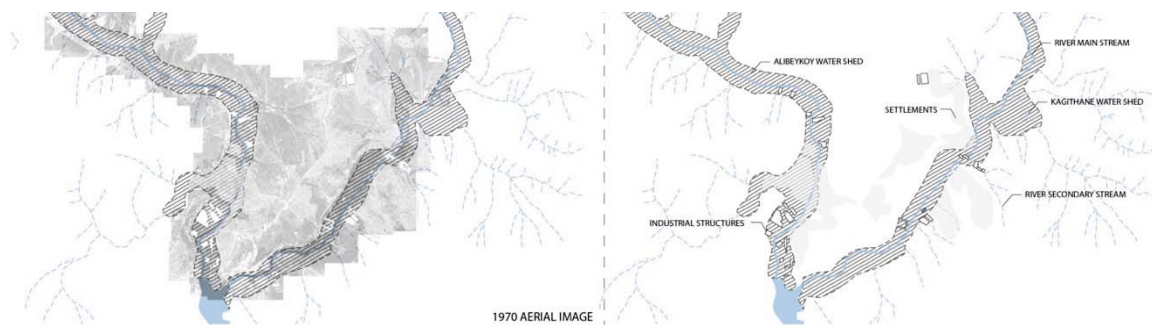 RIVER MAIN STREAM
ALIBEYKOY WATER SHED
KAGITHANE WATER SHED
SETTLEMENTS
RIVER SECONDARY STREAM
INDUSTRIAL STRUCTURES
1970 AERIAL IMAGE